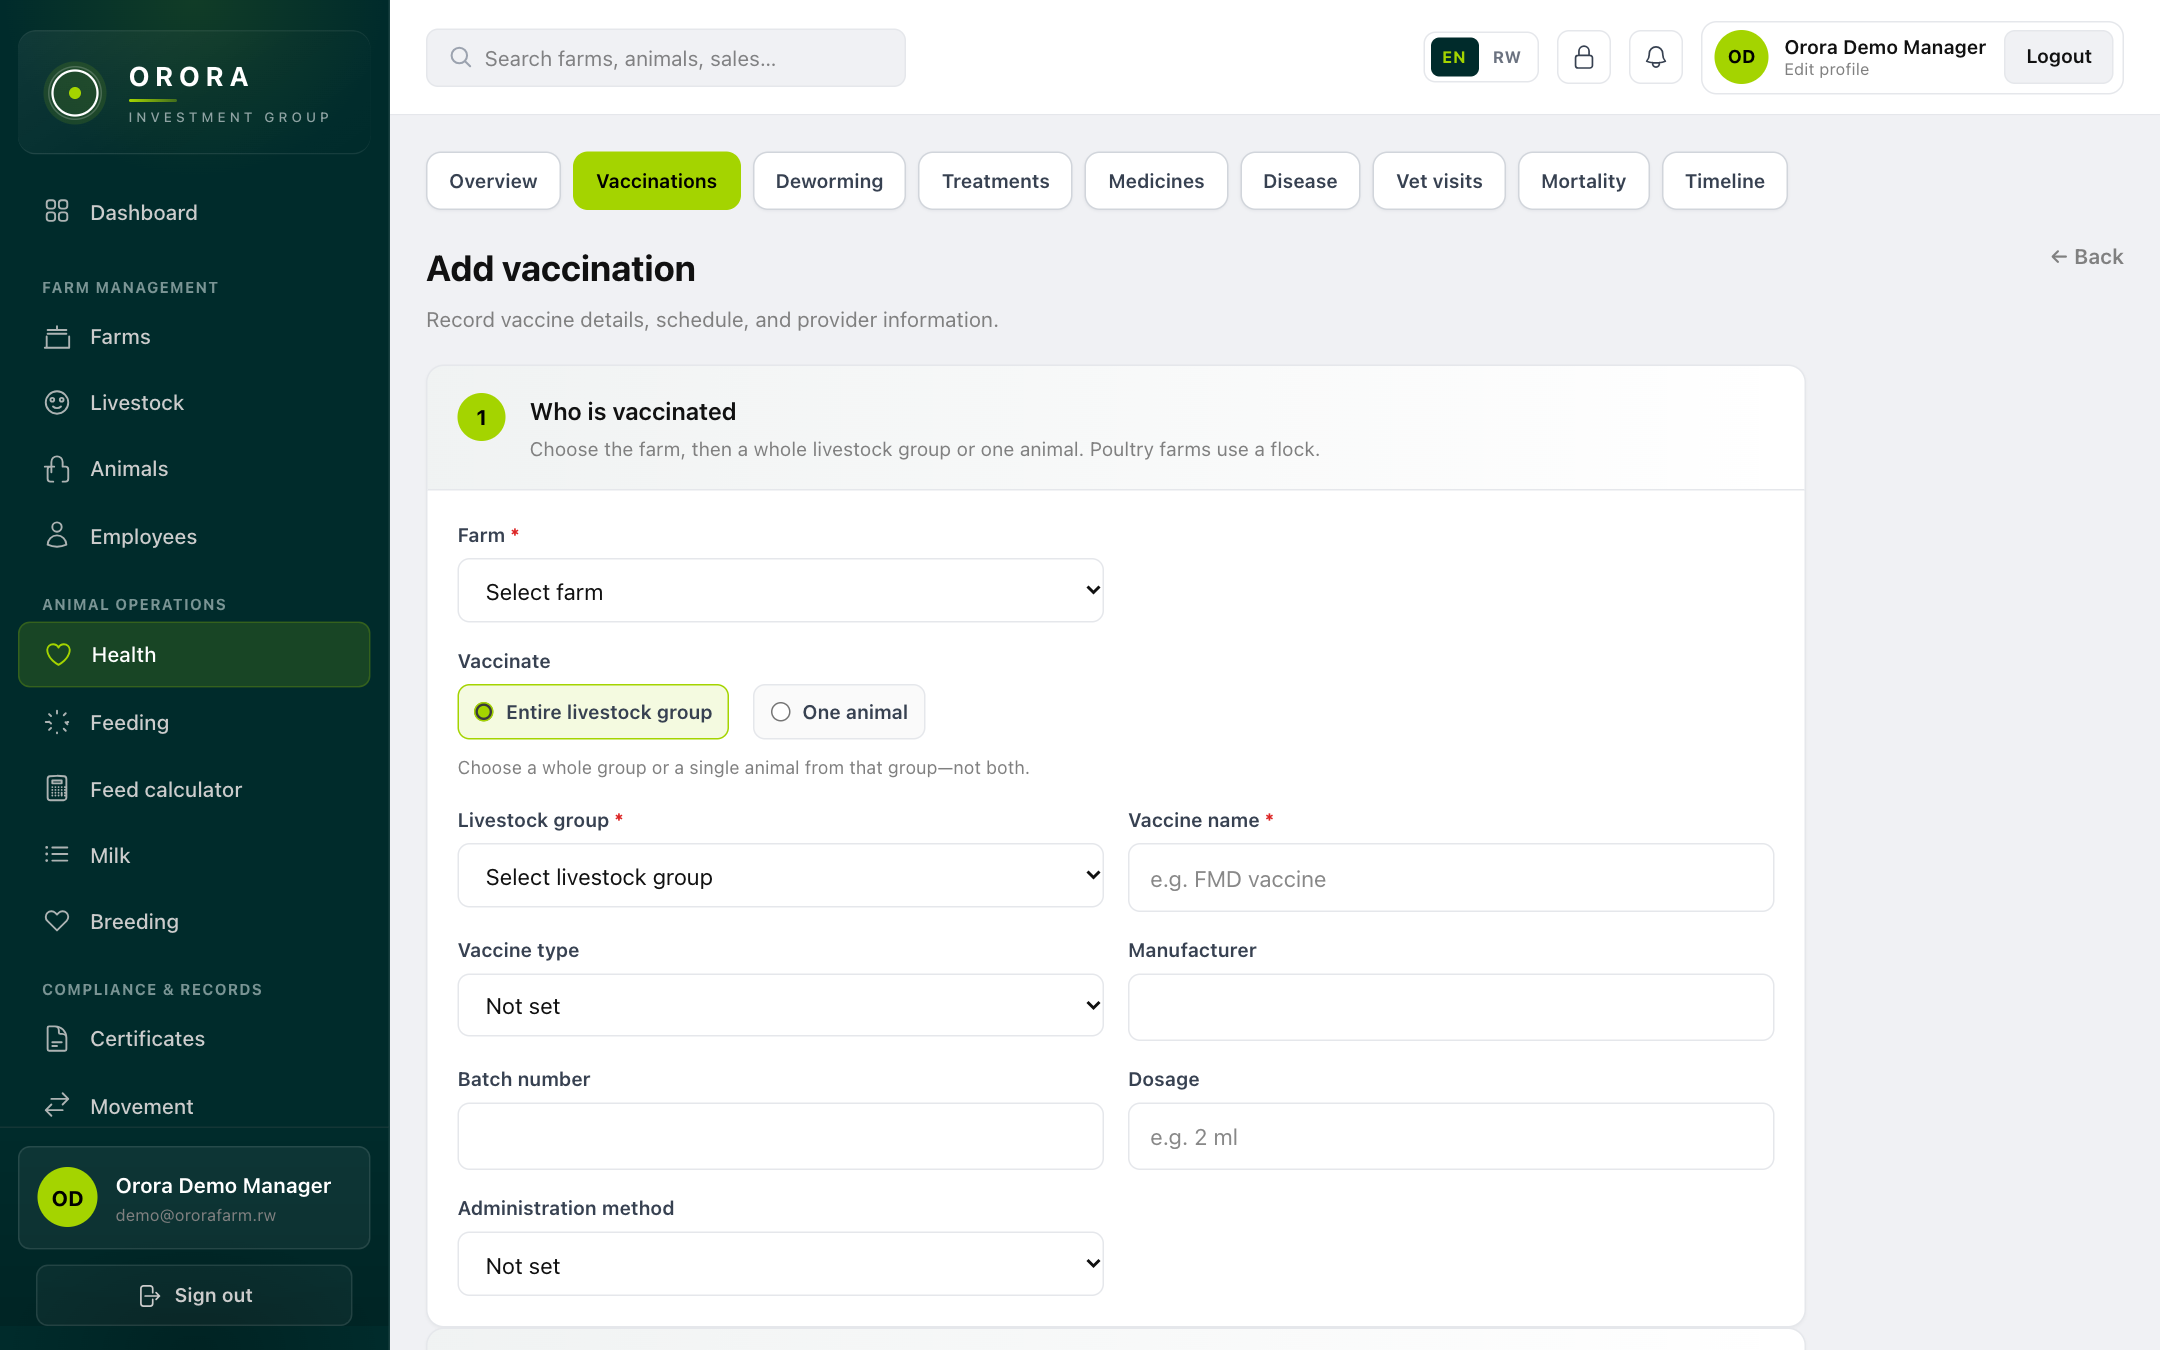 ORORA
INVESTMENT GROUP
Dashboard
FARM MANAGEMENT
Farms
Livestock
Animals
Employees
ANIMAL OPERATIONS
Health
Feeding
Feed calculator
Milk
Breeding
COMPLIANCE & RECORDS
Certificates
Movement
OD
Orora Demo Manager
demo@ororafarm.rw
Sign out
Search farms, animals, sales...
EN RW
OD
Orora Demo Manager
Edit profile
Logout
Overview Vaccinations Deworming Treatments Medicines Disease Vet visits Mortality Timeline
Add vaccination
← Back
Record vaccine details, schedule, and provider information.
1
Who is vaccinated
Choose the farm, then a whole livestock group or one animal. Poultry farms use a flock.
Farm *
Select farm
Vaccinate
Entire livestock group One animal
Choose a whole group or a single animal from that group—not both.
Livestock group * Vaccine name *
Select livestock group e.g. FMD vaccine
Vaccine type Manufacturer
Not set
Batch number Dosage
e.g. 2 ml
Administration method
Not set